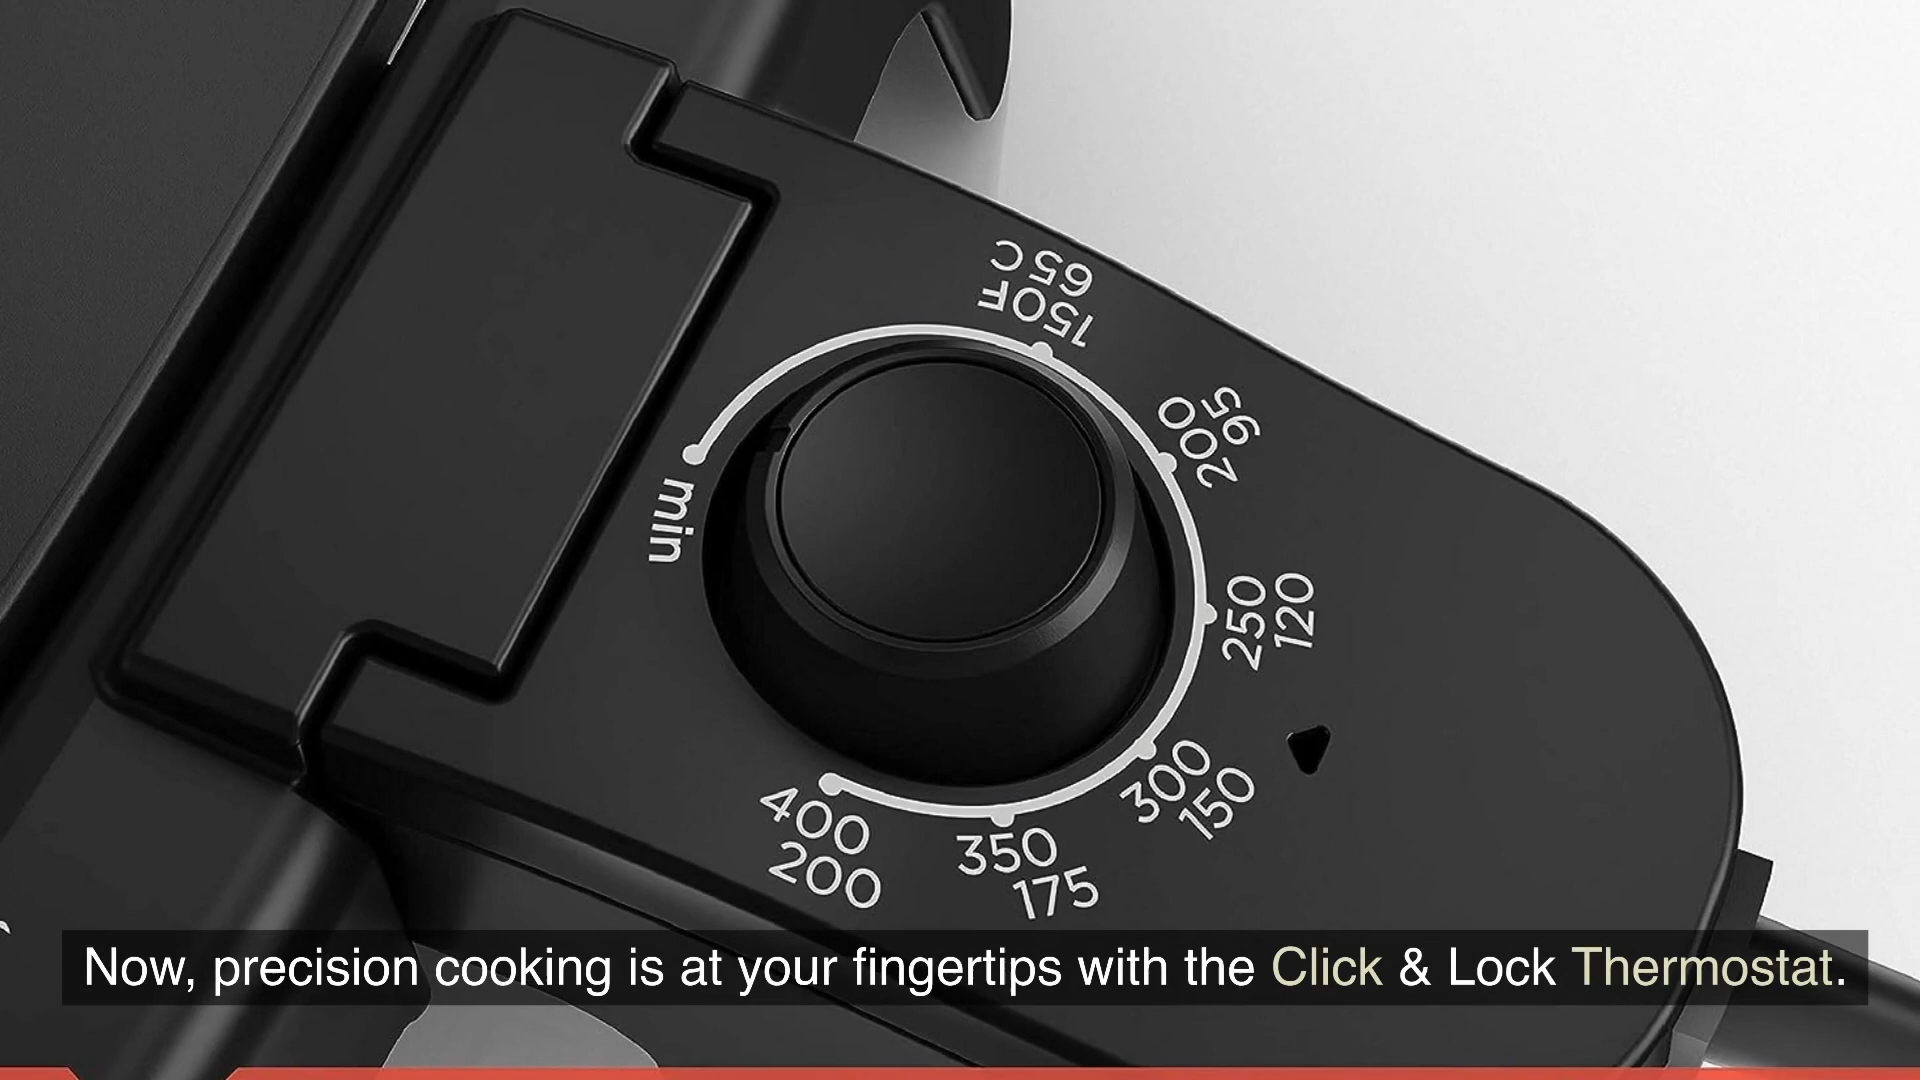 65C
150F
200
95
250
120
300
150
350
175
400
200
min
Now, precision cooking is at your fingertips with the Click & Lock Thermostat.